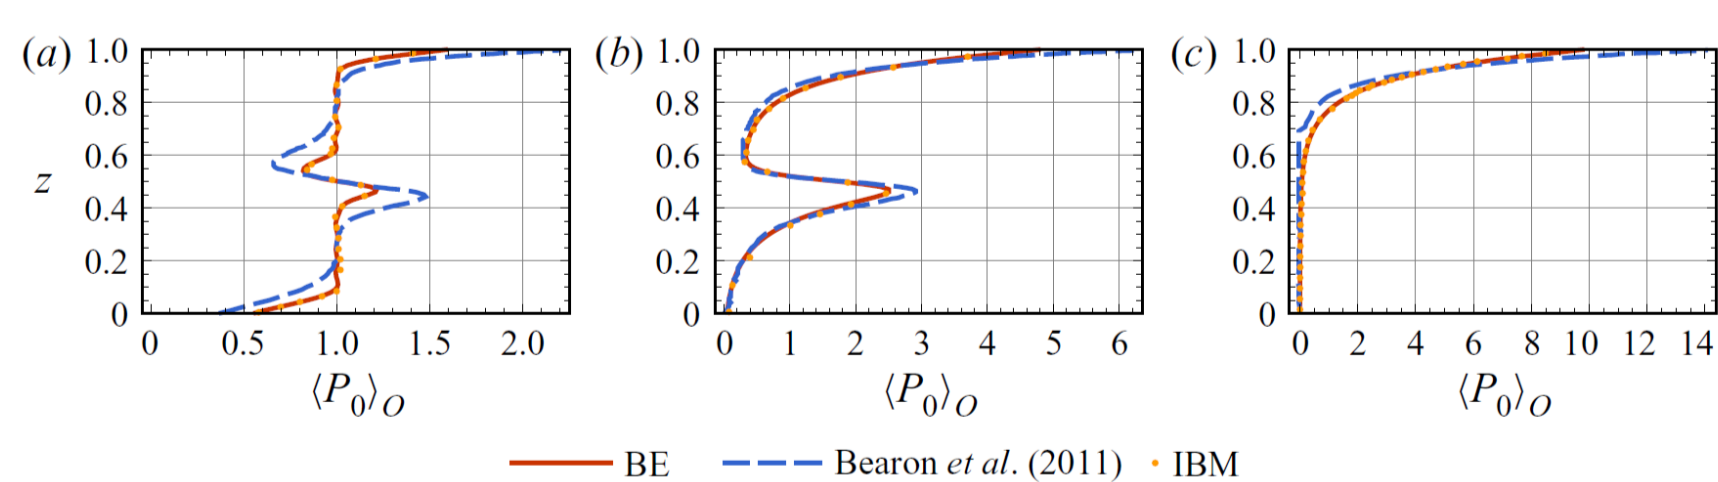 (a) 1.0 0.8 0.6 0.4 0.2 0
z
0 0.5 1.0 1.5 2.0
⟨P₀⟩_O
(b) 1.0 0.8 0.6 0.4 0.2 0
0 1 2 3 4 5 6
⟨P₀⟩_O
(c) 1.0 0.8 0.6 0.4 0.2 0
0 2 4 6 8 10 12 14
⟨P₀⟩_O
BE Bearon et al. (2011) IBM